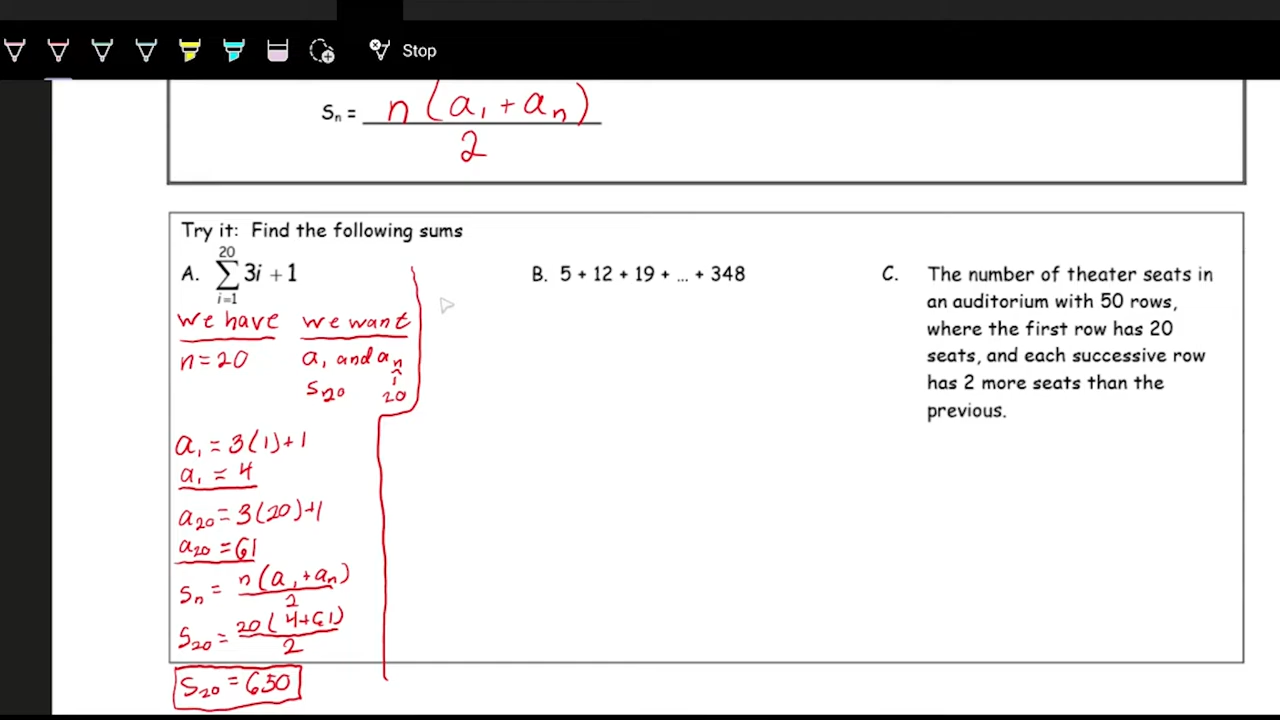 Stop
Sn = n(a₁ + aₙ)
2
Try it: Find the following sums
A. 20 ∑ i=1 3i + 1
we have
n = 20
we want
a₁ and aₙ
S₂₀ 20
a₁ = 3(1)+1
a₁ = 4
a₂₀ = 3(20)+1
a₂₀ = 61
Sₙ = n(a₁+aₙ)
2
S₂₀ = 20(4+61)
2
S₂₀ = 650
B. 5 + 12 + 19 + ... + 348
C. The number of theater seats in
an auditorium with 50 rows,
where the first row has 20
seats, and each successive row
has 2 more seats than the
previous.